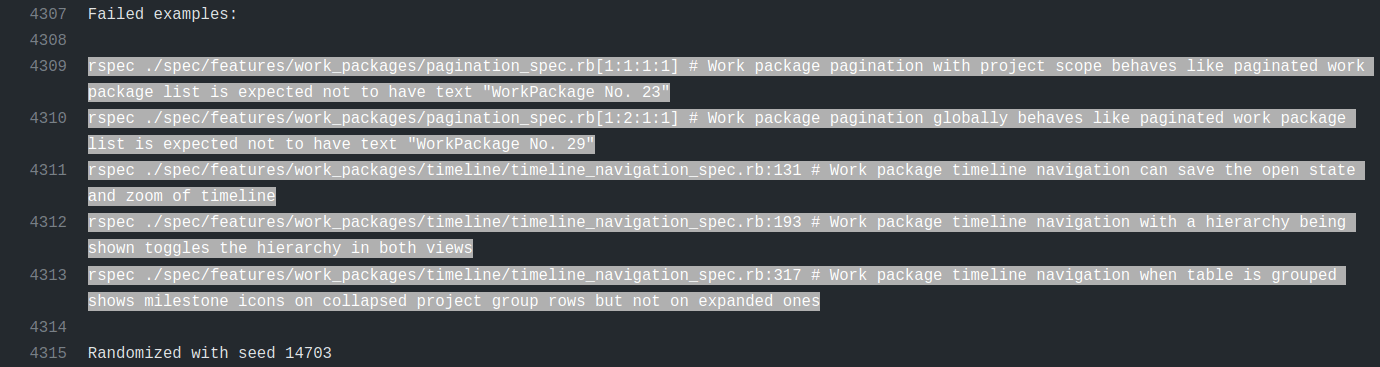 4307 Failed examples:
4308
4309 rspec ./spec/features/work_packages/pagination_spec.rb[1:1:1:1] # Work package pagination with project scope behaves like paginated work
package list is expected not to have text "WorkPackage No. 23"
4310 rspec ./spec/features/work_packages/pagination_spec.rb[1:2:1:1] # Work package pagination globally behaves like paginated work package
list is expected not to have text "WorkPackage No. 29"
4311 rspec ./spec/features/work_packages/timeline/timeline_navigation_spec.rb:131 # Work package timeline navigation can save the open state
and zoom of timeline
4312 rspec ./spec/features/work_packages/timeline/timeline_navigation_spec.rb:193 # Work package timeline navigation with a hierarchy being
shown toggles the hierarchy in both views
4313 rspec ./spec/features/work_packages/timeline/timeline_navigation_spec.rb:317 # Work package timeline navigation when table is grouped
shows milestone icons on collapsed project group rows but not on expanded ones
4314
4315 Randomized with seed 14703